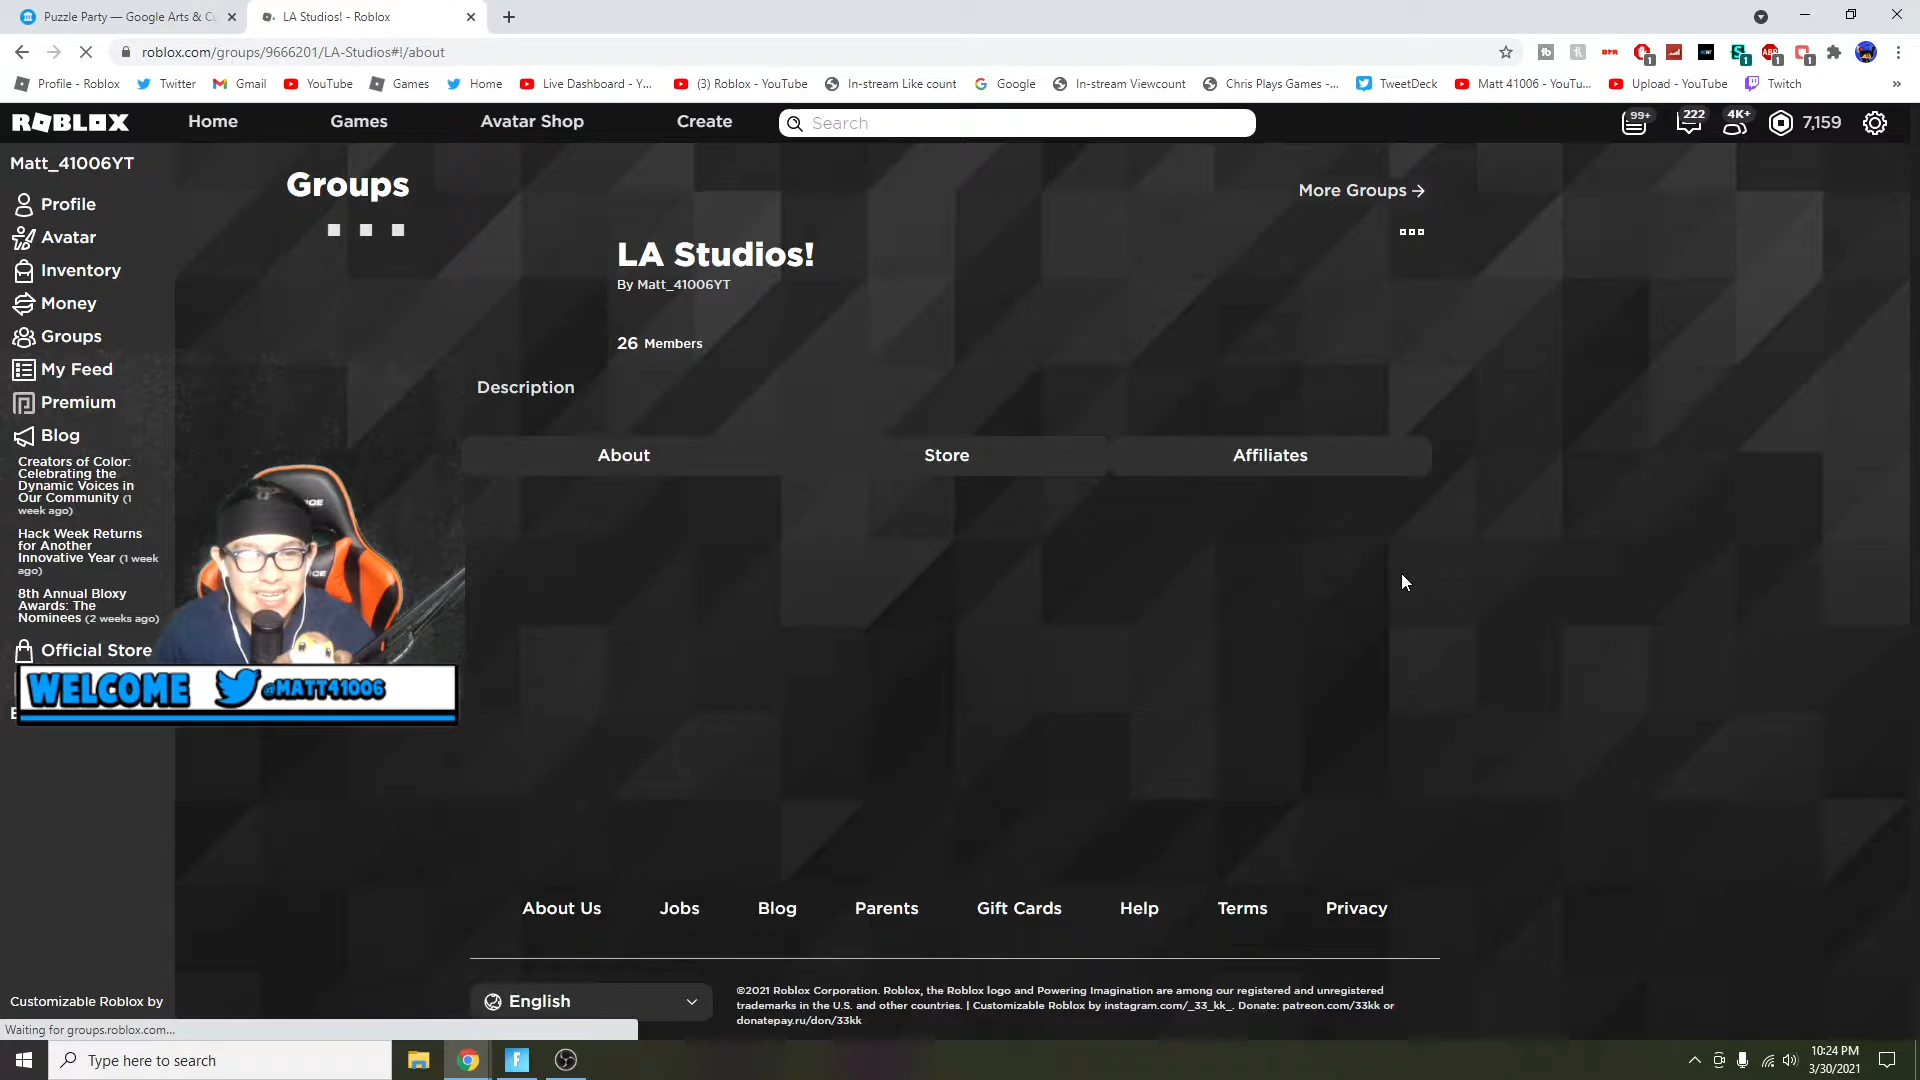 Puzzle Party — Google Arts & Cu
LA Studios! - Roblox
roblox.com/groups/9666201/LA-Studios#!/about
Profile - Roblox
Twitter
Gmail
YouTube
Games
Home
Live Dashboard - Y...
(3) Roblox - YouTube
In-stream Like count
Google
In-stream Viewcount
Chris Plays Games -...
TweetDeck
Matt 41006 - YouTu...
Upload - YouTube
Twitch
ROBLOX
Home
Games
Avatar Shop
Create
Search
99+
222
4K+
7,159
Matt_41006YT
Profile
Avatar
Inventory
Money
Groups
My Feed
Premium
Blog
Creators of Color:
Celebrating the
Dynamic Voices in
Our Community (1
week ago)
Hack Week Returns
for Another
Innovative Year (1 week
ago)
8th Annual Bloxy
Awards: The
Nominees (2 weeks ago)
Official Store
Groups
More Groups →
LA Studios!
By Matt_41006YT
26 Members
Description
About
Store
Affiliates
WELCOME @MATT41006
About Us
Jobs
Blog
Parents
Gift Cards
Help
Terms
Privacy
English
©2021 Roblox Corporation. Roblox, the Roblox logo and Powering Imagination are among our registered and unregistered
trademarks in the U.S. and other countries. | Customizable Roblox by instagram.com/_33_kk_. Donate: patreon.com/33kk or
donatepay.ru/don/33kk
Customizable Roblox by
Waiting for groups.roblox.com...
Type here to search
10:24 PM
3/30/2021